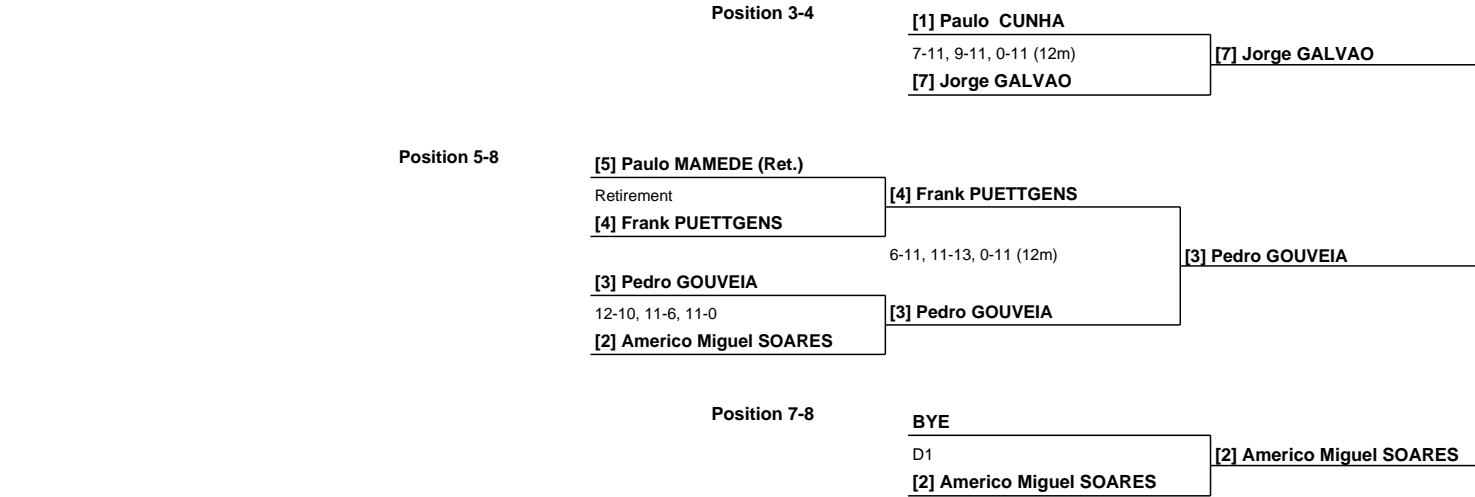 Position 3-4
[1] Paulo  CUNHA
7-11, 9-11, 0-11 (12m)
[7] Jorge GALVAO
[7] Jorge GALVAO
Position 5-8
[5] Paulo MAMEDE (Ret.)
Retirement
[4] Frank PUETTGENS
[4] Frank PUETTGENS
6-11, 11-13, 0-11 (12m)
[3] Pedro GOUVEIA
[3] Pedro GOUVEIA
12-10, 11-6, 11-0
[3] Pedro GOUVEIA
[2] Americo Miguel SOARES
Position 7-8
BYE
D1
[2] Americo Miguel SOARES
[2] Americo Miguel SOARES